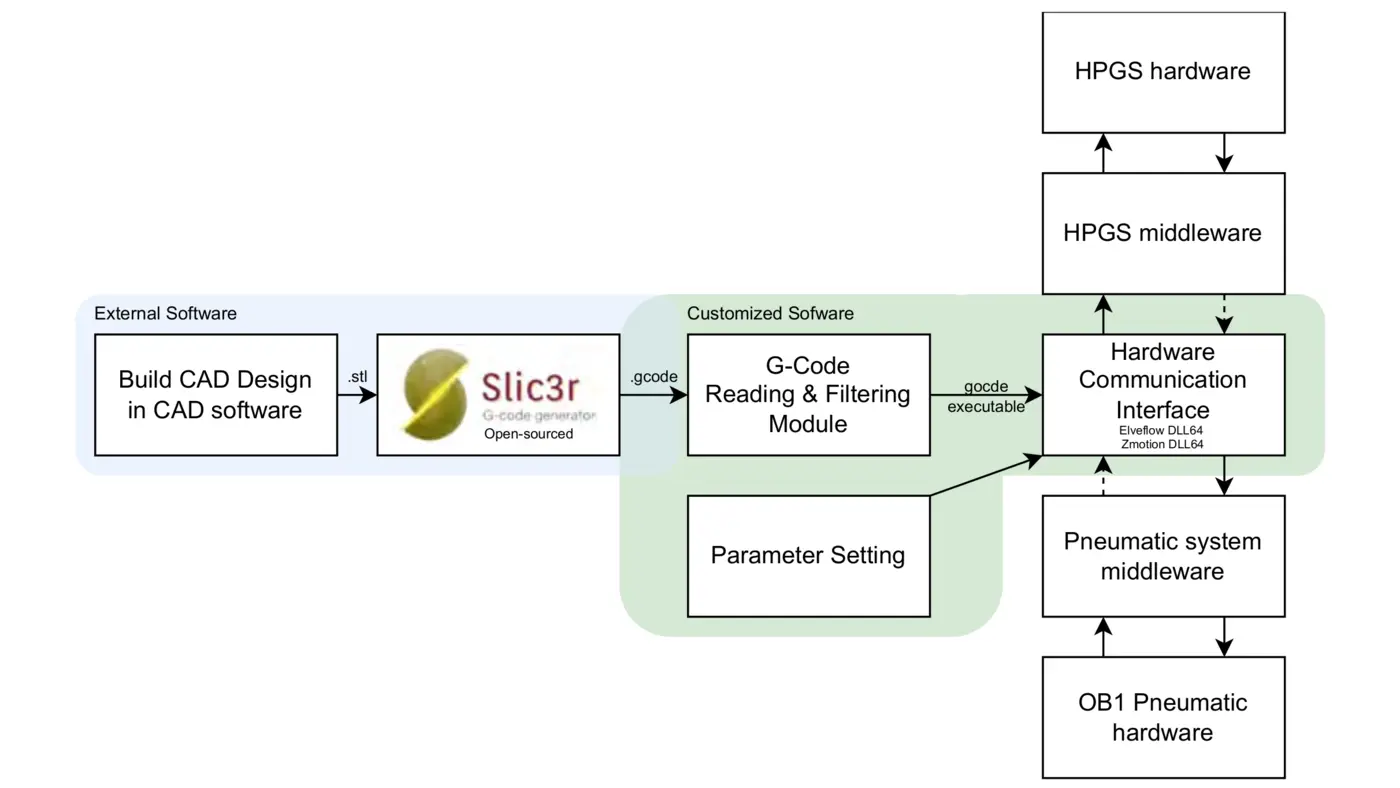 HPGS hardware
HPGS middleware
External Software
Customized Sofware
Build CAD Design
in CAD software
.stl
Slic3r
G-code generator
Open-sourced
.gcode
G-Code
Reading & Filtering
Module
gocde
executable
Hardware
Communication
Interface
Elveflow DLL64
Zmotion DLL64
Parameter Setting
Pneumatic system
middleware
OB1 Pneumatic
hardware